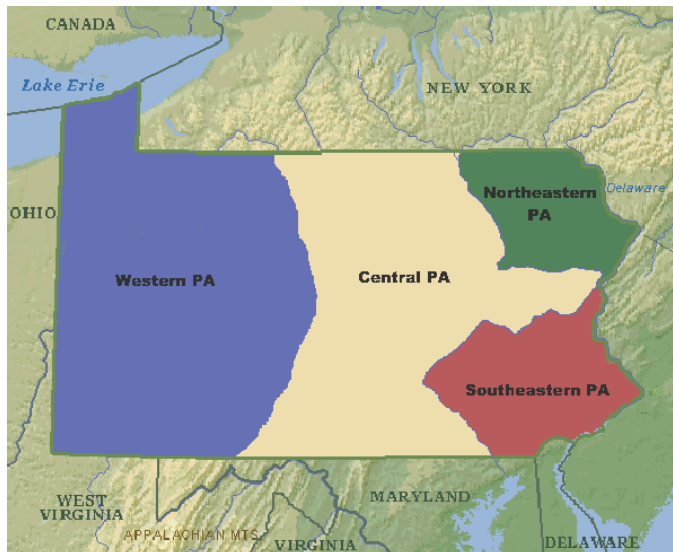 CANADA
Lake Erie
NEW YORK
Northeastern
PA
Delaware
OHIO
Western PA
Central PA
Southeastern PA
WEST
VIRGINIA
MARYLAND
APPALACHIAN MTS.
VIRGINIA
DELAWARE